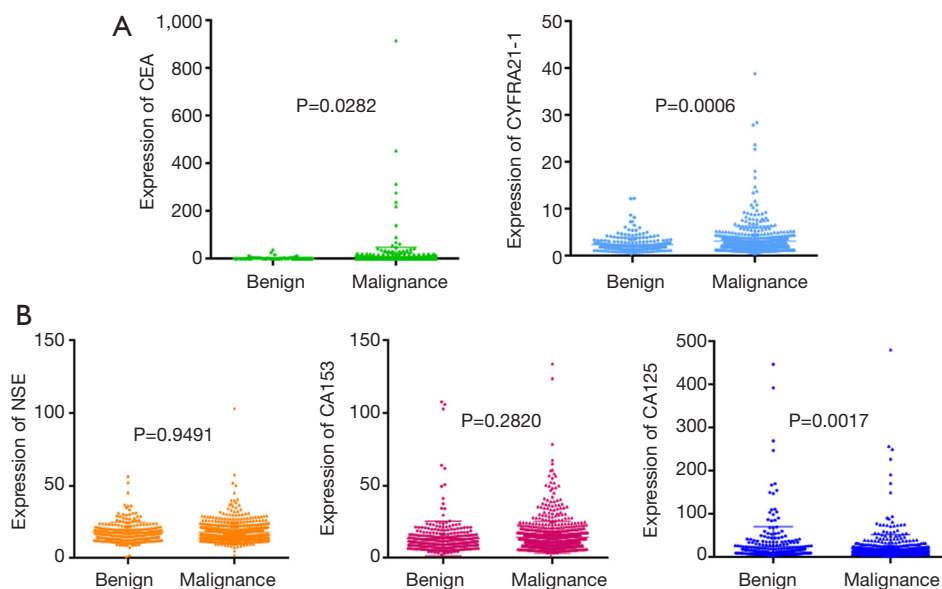 A
Expression of CEA
1,000
800
600
400
200
0
P=0.0282
Benign
Malignance
Expression of CYFRA21-1
50
40
30
20
10
0
P=0.0006
Benign
Malignance
B
Expression of NSE
150
100
50
0
P=0.9491
Benign
Malignance
Expression of CA153
150
100
50
0
P=0.2820
Benign
Malignance
Expression of CA125
500
400
300
200
100
0
P=0.0017
Benign
Malignance